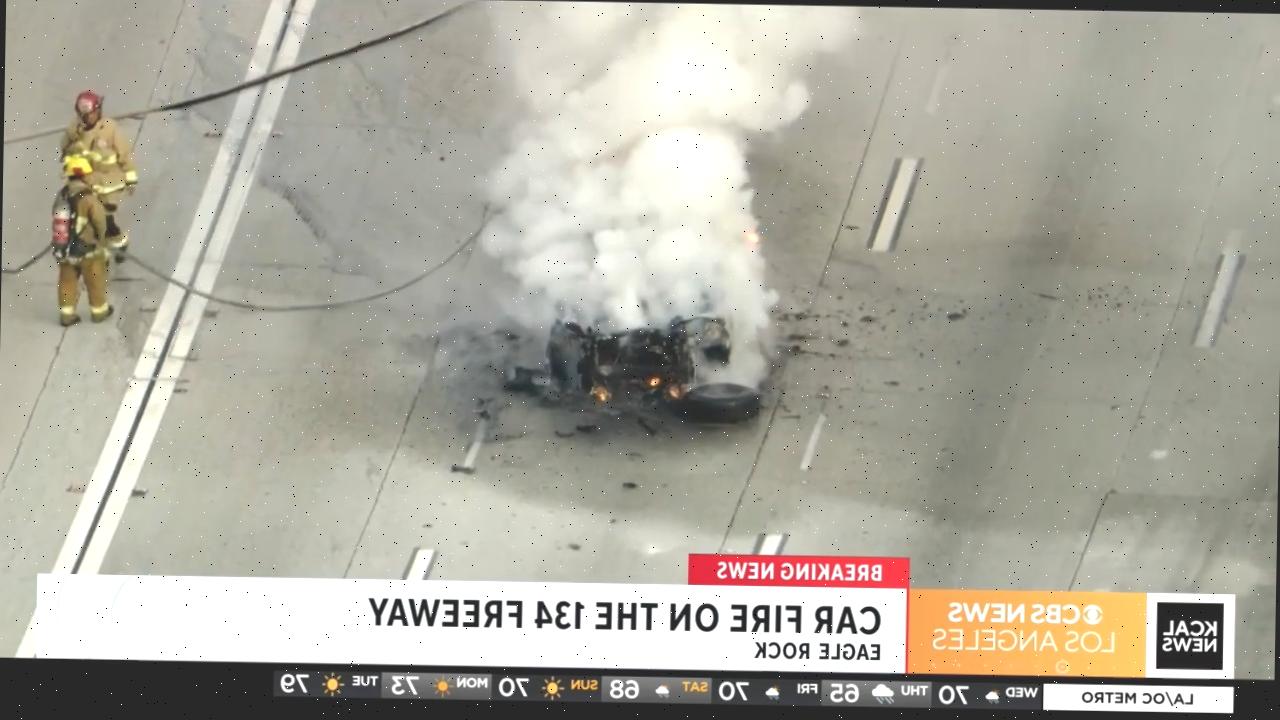 BREAKING NEWS
CAR FIRE ON THE 134 FREEWAY
EAGLE ROCK
CBS NEWS
LOS ANGELES
KCAL
NEWS
LA/OC METRO
WED 70 THU 65 FRI 70 SAT 68 SUN 70 MON 73 TUE 79